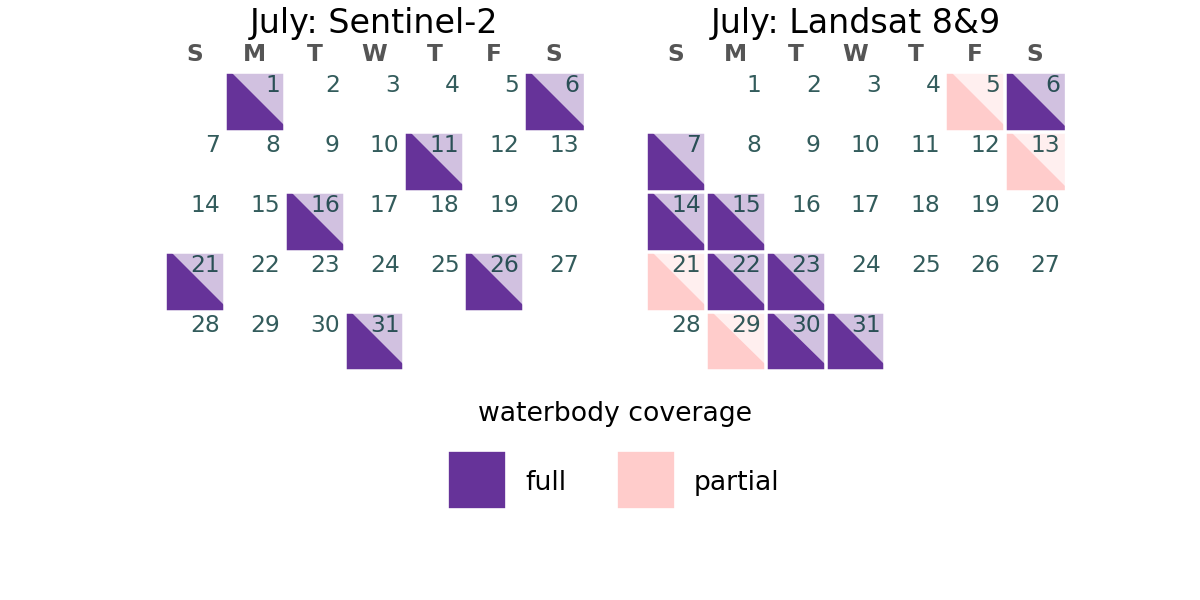 July: Sentinel-2
S M T W T F S
1 2 3 4 5 6
7 8 9 10 11 12 13
14 15 16 17 18 19 20
21 22 23 24 25 26 27
28 29 30 31
July: Landsat 8&9
S M T W T F S
1 2 3 4 5 6
7 8 9 10 11 12 13
14 15 16 17 18 19 20
21 22 23 24 25 26 27
28 29 30 31
waterbody coverage
full partial